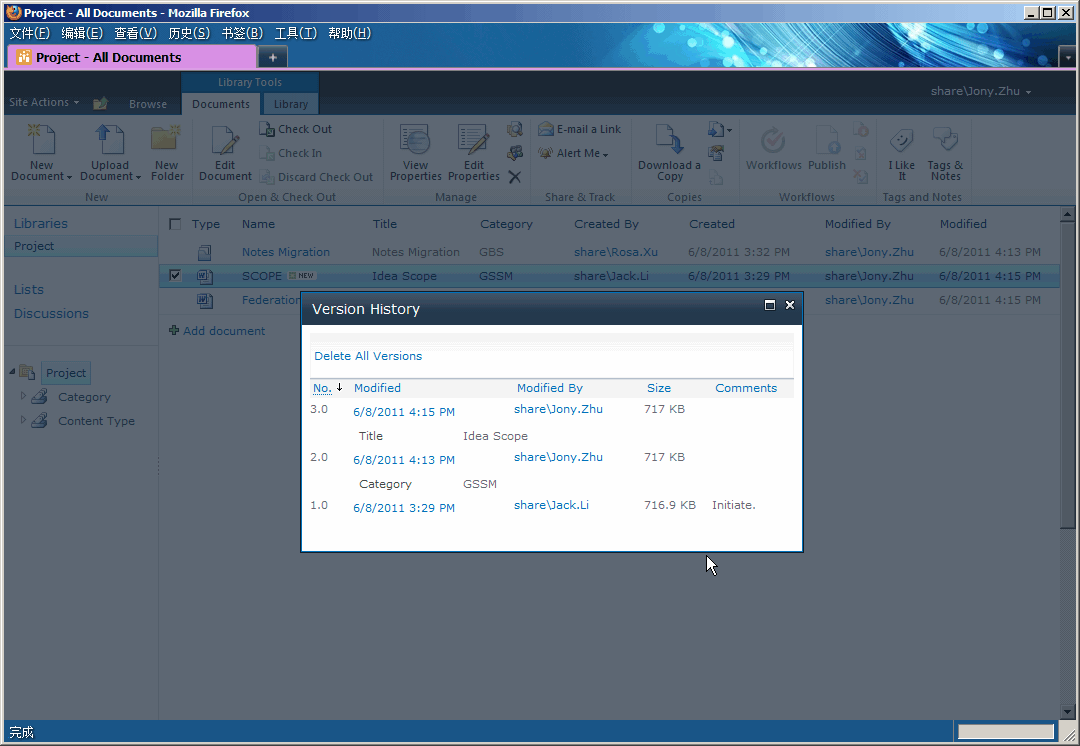 Project - All Documents - Mozilla Firefox
文件(F) 编辑(E) 查看(V) 历史(S) 书签(B) 工具(T) 帮助(H)
Project - All Documents +
Library Tools
Site Actions Browse Documents Library share\Jony.Zhu
New Document
Upload Document
New Folder
New
Edit Document
Check Out
Check In
Discard Check Out
Open & Check Out
View Properties
Edit Properties
Manage
E-mail a Link
Alert Me
Share & Track
Download a Copy
Copies
Workflows
Publish
Workflows
I Like It
Tags & Notes
Tags and Notes
Libraries
Project
Lists
Discussions
Project
Category
Content Type
Type Name Title Category Created By Created Modified By Modified
Notes Migration Notes Migration GBS share\Rosa.Xu 6/8/2011 3:32 PM share\Jony.Zhu 6/8/2011 4:13 PM
SCOPE NEW Idea Scope GSSM share\Jack.Li 6/8/2011 3:29 PM share\Jony.Zhu 6/8/2011 4:15 PM
Federation share\Jony.Zhu 6/8/2011 4:15 PM
Add document
Version History
Delete All Versions
No. Modified Modified By Size Comments
3.0 6/8/2011 4:15 PM share\Jony.Zhu 717 KB
Title Idea Scope
2.0 6/8/2011 4:13 PM share\Jony.Zhu 717 KB
Category GSSM
1.0 6/8/2011 3:29 PM share\Jack.Li 716.9 KB Initiate.
完成